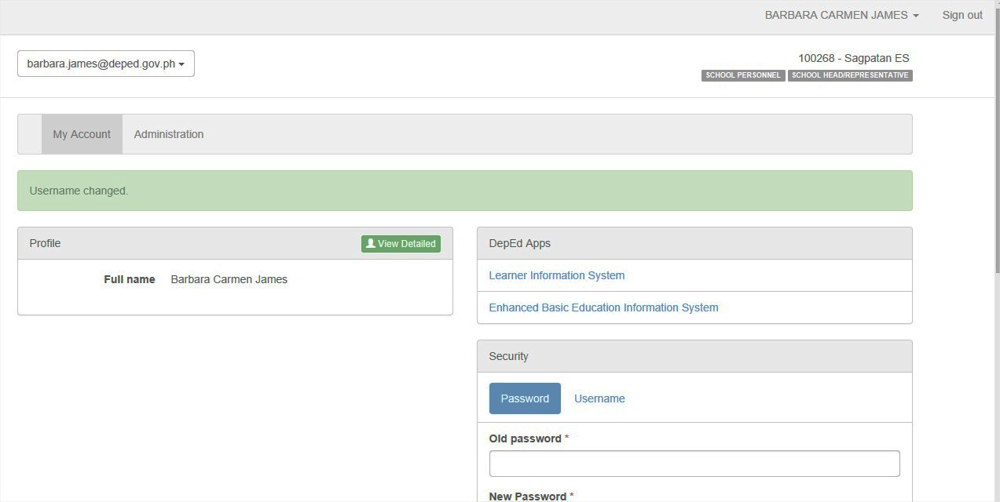 BARBARA CARMEN JAMES Sign out
barbara.james@deped.gov.ph
100268 - Sagpatan ES
SCHOOL PERSONNEL SCHOOL HEAD/REPRESENTATIVE
My Account Administration
Username changed.
Profile View Detailed
Full name Barbara Carmen James
DepEd Apps
Learner Information System
Enhanced Basic Education Information System
Security
Password Username
Old password *
New Password *